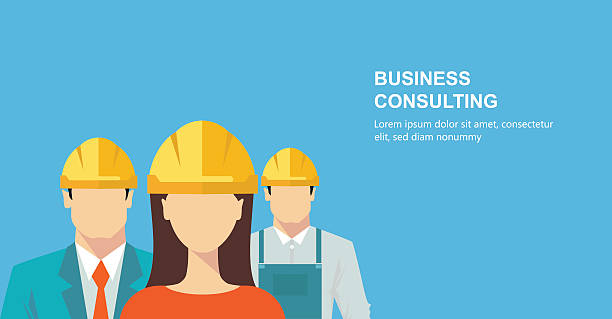 BUSINESS
CONSULTING
Lorem ipsum dolor sit amet, consectetur
elit, sed diam nonummy